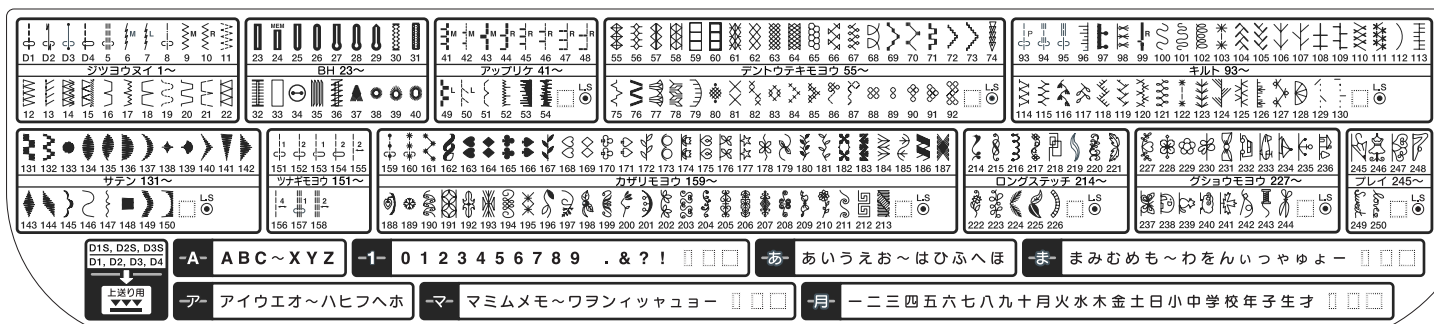 D1 D2 D3 D4 5 6 7 8 9 10 11
ジツヨウヌイ 1～
12 13 14 15 16 17 18 19 20 21 22
MEM
23 24 25 26 27 28 29 30 31
BH 23～
32 33 34 35 36 37 38 39 40
41 42 43 44 45 46 47 48
アップリケ 41～
L.S
49 50 51 52 53 54
55 56 57 58 59 60 61 62 63 64 65 66 67 68 69 70 71 72 73 74
デントウテキモヨウ 55～
L.S
75 76 77 78 79 80 81 82 83 84 85 86 87 88 89 90 91 92
93 94 95 96 97 98 99 100 101 102 103 104 105 106 107 108 109 110 111 112 113
キルト 93～
L.S
114 115 116 117 118 119 120 121 122 123 124 125 126 127 128 129 130
131 132 133 134 135 136 137 138 139 140 141 142
サテン 131～
L.S
143 144 145 146 147 148 149 150
151 152 153 154 155
ツナギモヨウ 151～
156 157 158
159 160 161 162 163 164 165 166 167 168 169 170 171 172 173 174 175 176 177 178 179 180 181 182 183 184 185 186 187
カザリモヨウ 159～
L.S
188 189 190 191 192 193 194 195 196 197 198 199 200 201 202 203 204 205 206 207 208 209 210 211 212 213
214 215 216 217 218 219 220 221
ロングステッチ 214～
L.S
222 223 224 225 226
227 228 229 230 231 232 233 234 235 236
グショウモヨウ 227～
L.S
237 238 239 240 241 242 243 244
245 246 247 248
プレイ 245～
L.S
249 250
D1S, D2S, D3S
D1, D2, D3, D4
上送り用
-A- ABC～XYZ
-1- 0 1 2 3 4 5 6 7 8 9 . & ? !
-あ- あいうえお～はひふへほ
-ま- まみむめも～わをんぃっゃゅょー
-ア- アイウエオ～ハヒフヘホ
-マ- マミムメモ～ワヲンィッャュョー
-月- 一二三四五六七八九十月火水木金土日小中学校年子生才